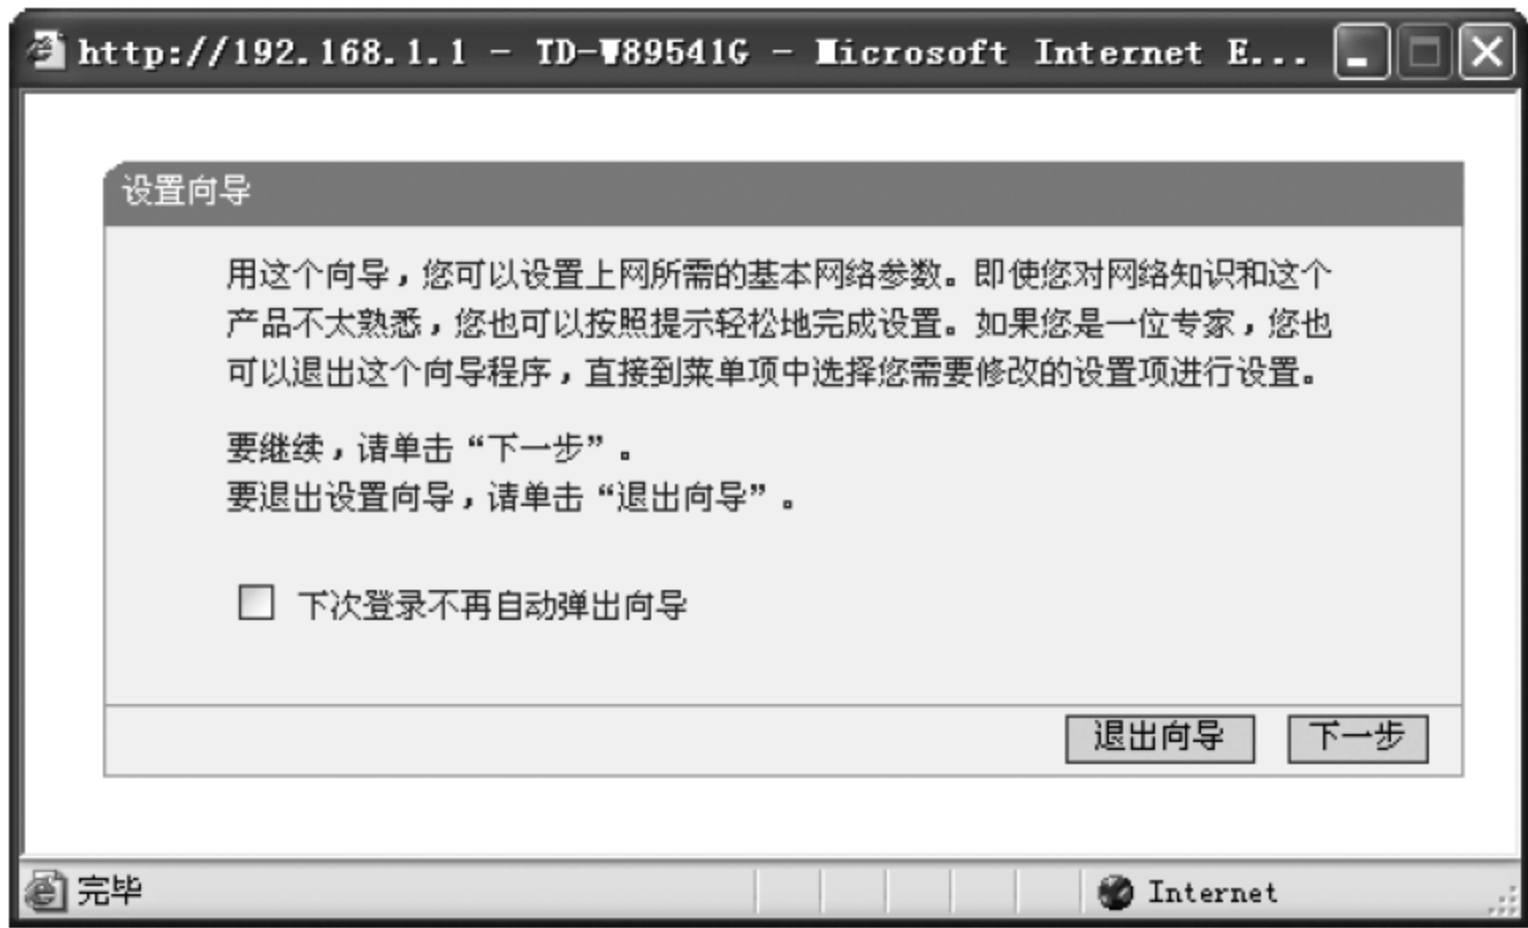 http://192.168.1.1 - TD-W89541G - Microsoft Internet E...
设置向导
用这个向导，您可以设置上网所需的基本网络参数。即使您对网络知识和这个
产品不太熟悉，您也可以按照提示轻松地完成设置。如果您是一位专家，您也
可以退出这个向导程序，直接到菜单项中选择您需要修改的设置项进行设置。
要继续，请单击“下一步”。
要退出设置向导，请单击“退出向导”。
下次登录不再自动弹出向导
退出向导 下一步
完毕 Internet